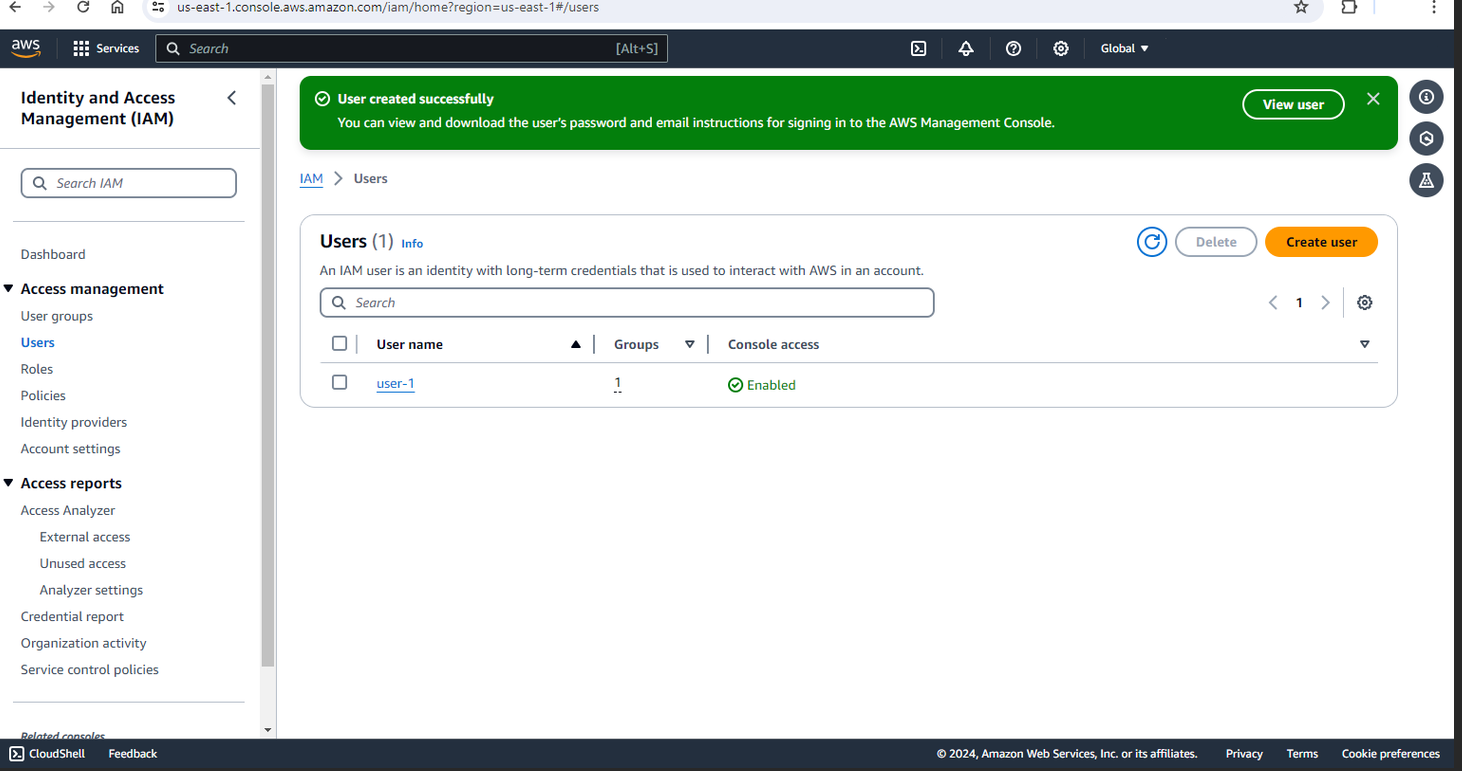 us-east-1.console.aws.amazon.com/iam/home?region=us-east-1#/users
aws
Services
Search
[Alt+S]
Global
Identity and Access
Management (IAM)
Search IAM
Dashboard
Access management
User groups
Users
Roles
Policies
Identity providers
Account settings
Access reports
Access Analyzer
External access
Unused access
Analyzer settings
Credential report
Organization activity
Service control policies
Related consoles
User created successfully
You can view and download the user's password and email instructions for signing in to the AWS Management Console.
View user
IAM > Users
Users (1) Info
Delete
Create user
An IAM user is an identity with long-term credentials that is used to interact with AWS in an account.
Search
1
User name Groups Console access
user-1 1 Enabled
CloudShell Feedback
© 2024, Amazon Web Services, Inc. or its affiliates. Privacy Terms Cookie preferences